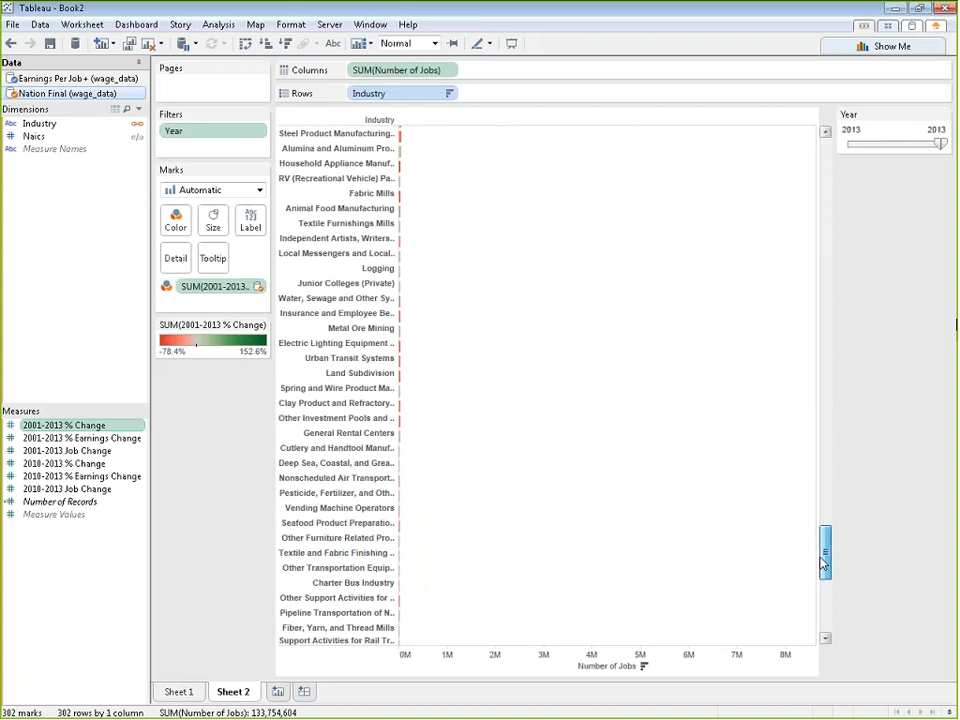 Tableau - Book2
File Data Worksheet Dashboard Story Analysis Map Format Server Window Help
Abc Normal Show Me
Data
Earnings Per Job+ (wage_data)
Nation Final (wage_data)
Dimensions
Abc Industry
# Naics
Abc Measure Names
Measures
# 2001-2013 % Change
# 2001-2013 % Earnings Change
# 2001-2013 Job Change
# 2010-2013 % Change
# 2010-2013 % Earnings Change
# 2010-2013 Job Change
# Number of Records
# Measure Values
Pages
Filters
Year
Marks
Automatic
Color Size Abc 123 Label
Detail Tooltip
SUM(2001-2013..
SUM(2001-2013 % Change)
-78.4% 152.6%
Columns SUM(Number of Jobs)
Rows Industry
Industry
Steel Product Manufacturing..
Alumina and Aluminum Pro..
Household Appliance Manuf..
RV (Recreational Vehicle) Pa..
Fabric Mills
Animal Food Manufacturing
Textile Furnishings Mills
Independent Artists, Writers..
Local Messengers and Local..
Logging
Junior Colleges (Private)
Water, Sewage and Other Sy..
Insurance and Employee Be..
Metal Ore Mining
Electric Lighting Equipment ..
Urban Transit Systems
Land Subdivision
Spring and Wire Product Ma..
Clay Product and Refractory..
Other Investment Pools and ..
General Rental Centers
Cutlery and Handtool Manuf..
Deep Sea, Coastal, and Grea..
Nonscheduled Air Transport..
Pesticide, Fertilizer, and Oth..
Vending Machine Operators
Seafood Product Preparatio..
Other Furniture Related Pro..
Textile and Fabric Finishing ..
Other Transportation Equip..
Charter Bus Industry
Other Support Activities for ..
Pipeline Transportation of N..
Fiber, Yarn, and Thread Mills
Support Activities for Rail Tr..
0M 1M 2M 3M 4M 5M 6M 7M 8M
Number of Jobs
Year
2013 2013
Sheet 1 Sheet 2
302 marks 302 rows by 1 column SUM(Number of Jobs): 133,754,604